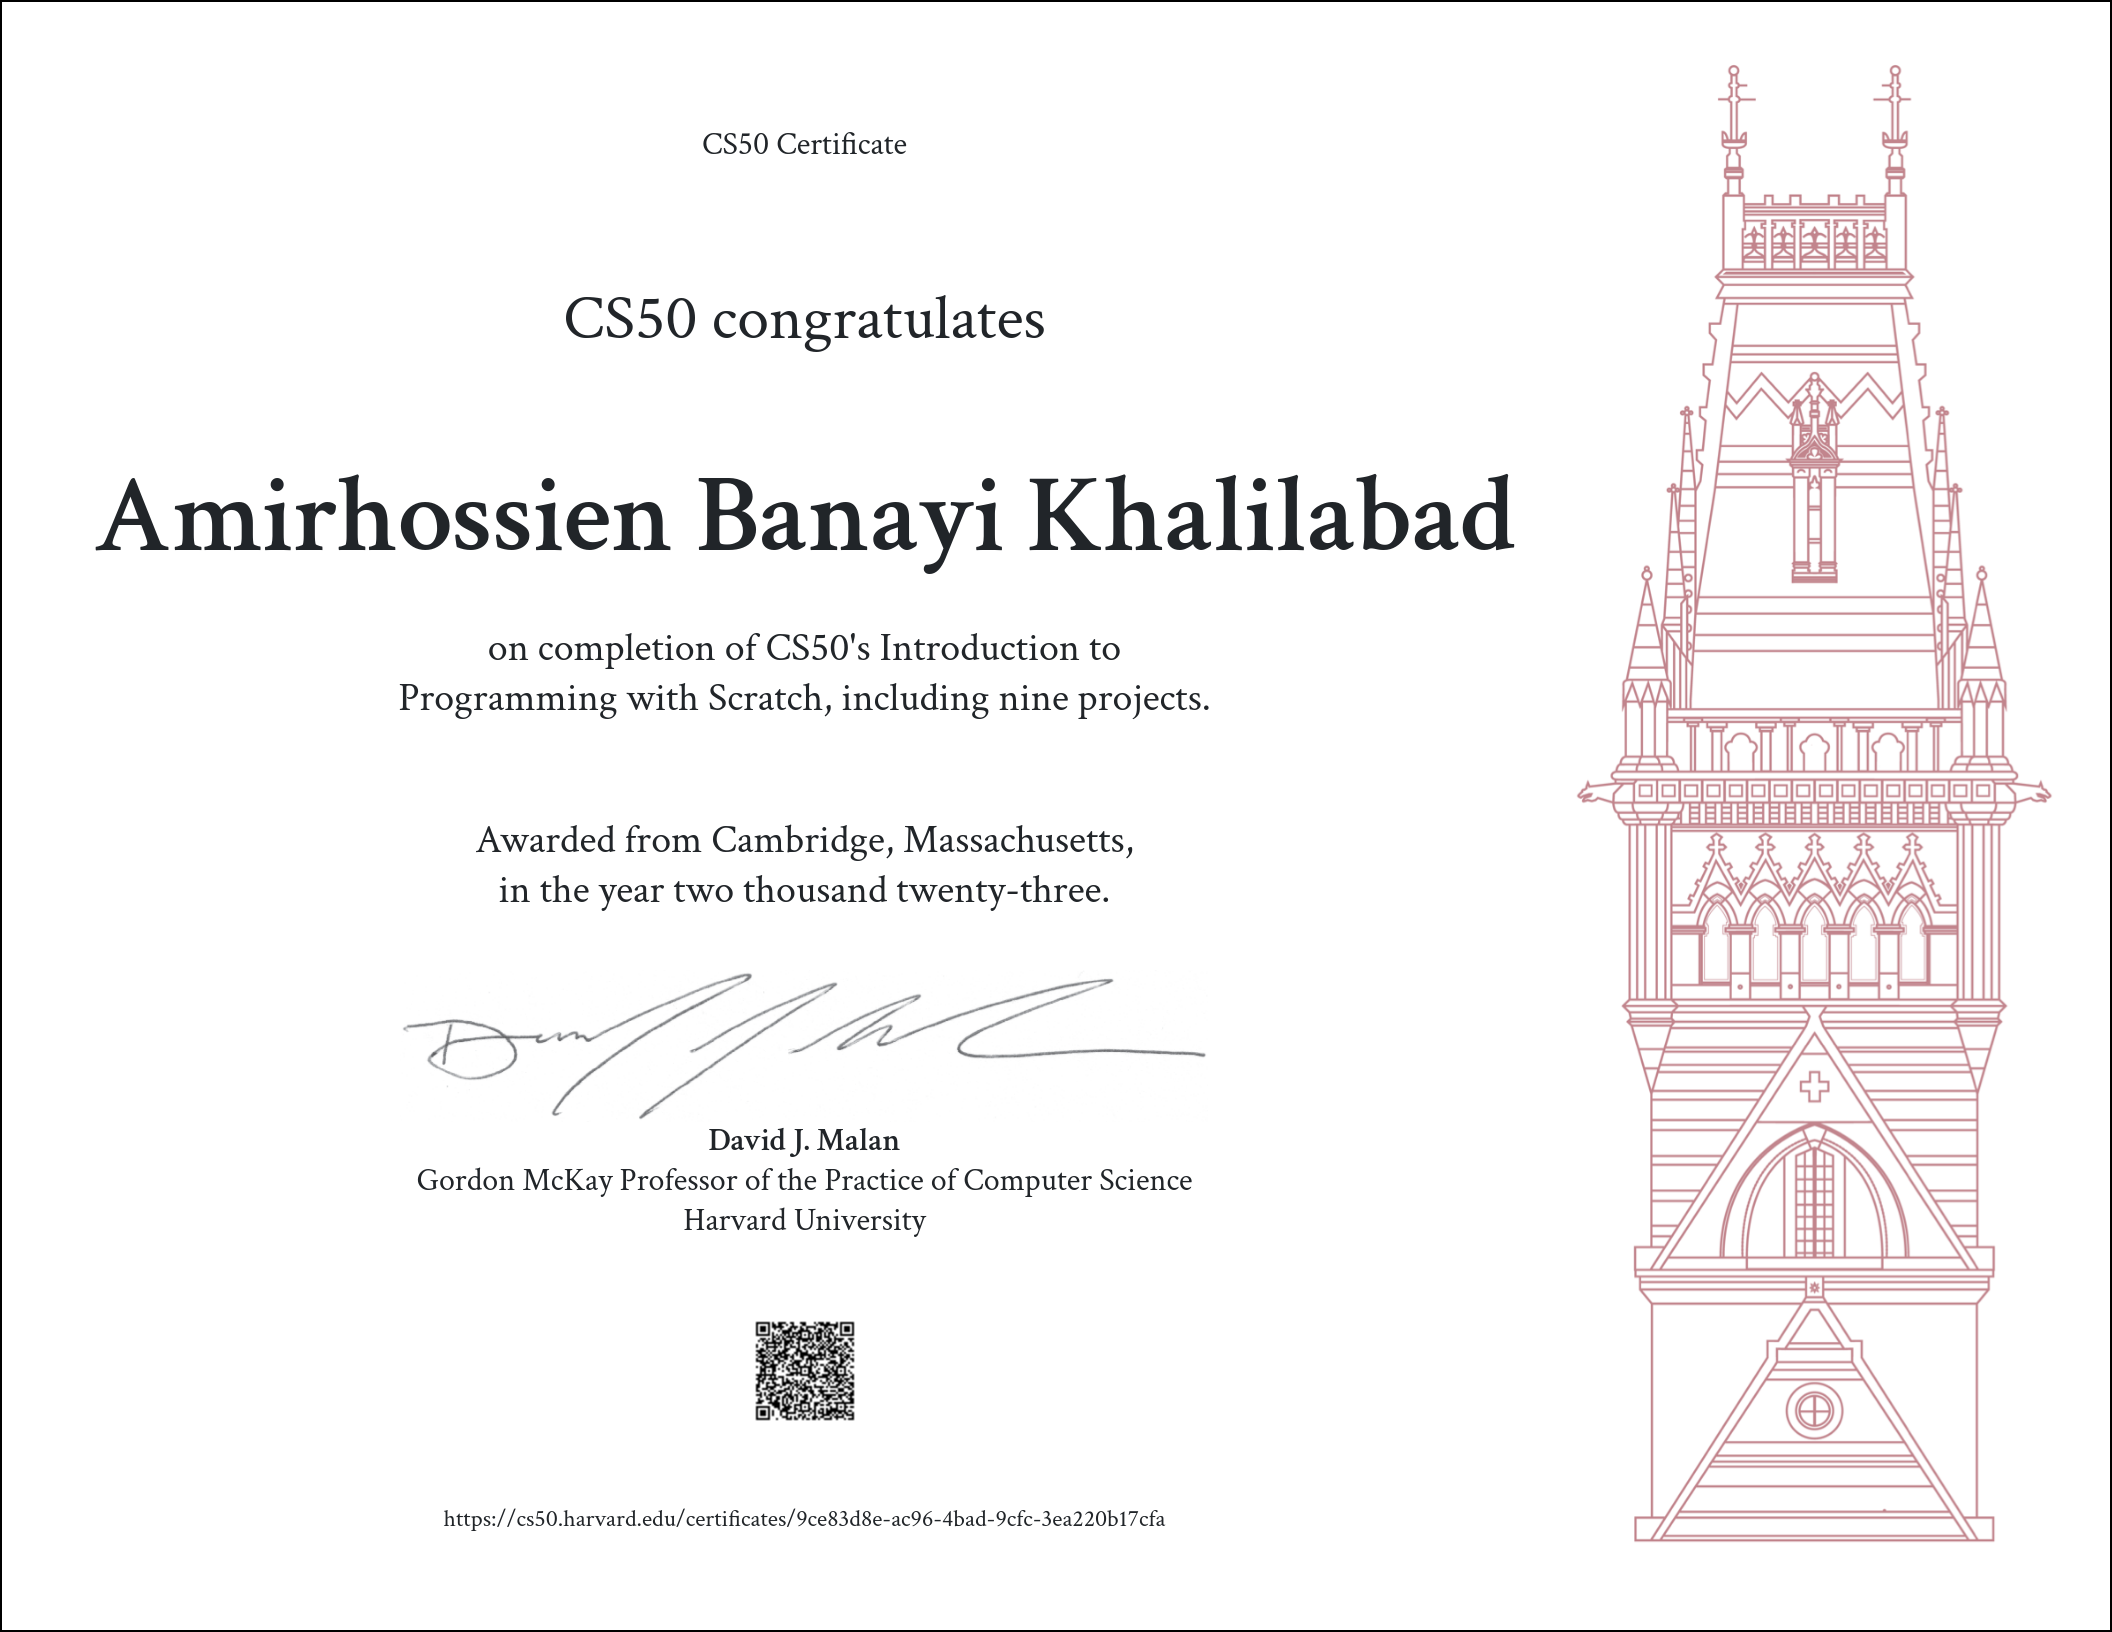 CS50 Certificate
CS50 congratulates
Amirhossien Banayi Khalilabad
on completion of CS50's Introduction to
Programming with Scratch, including nine projects.
Awarded from Cambridge, Massachusetts,
in the year two thousand twenty-three.
David J. Malan
Gordon McKay Professor of the Practice of Computer Science
Harvard University
https://cs50.harvard.edu/certificates/9ce83d8e-ac96-4bad-9cfc-3ea220b17cfa